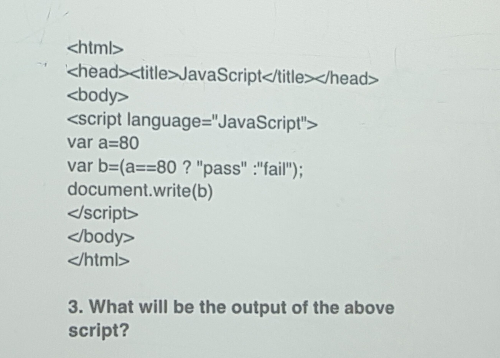 <html>
<head><title>JavaScript</title></head>
<body>
<script language="JavaScript">
var a=80
var b=(a==80 ? "pass" :"fail");
document.write(b)
</script>
</body>
</html>
3. What will be the output of the above
script?